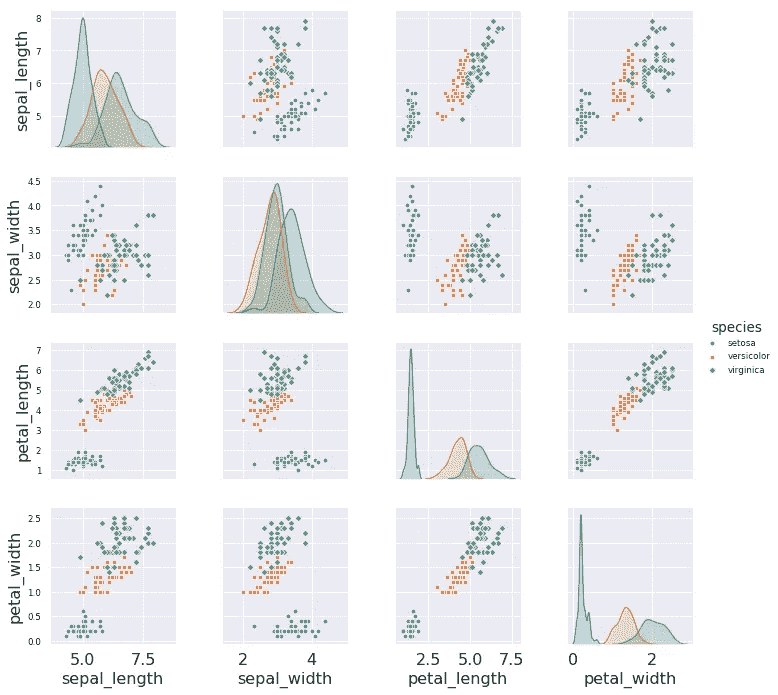 8
7
6
5
sepal_length
4.5
4.0
3.5
3.0
2.5
2.0
sepal_width
species
setosa
versicolor
virginica
7
6
5
4
3
2
1
petal_length
2.5
2.0
1.5
1.0
0.5
0.0
petal_width
5.0 7.5 2 4 2.5 5.0 7.5 0 2
sepal_length sepal_width petal_length petal_width